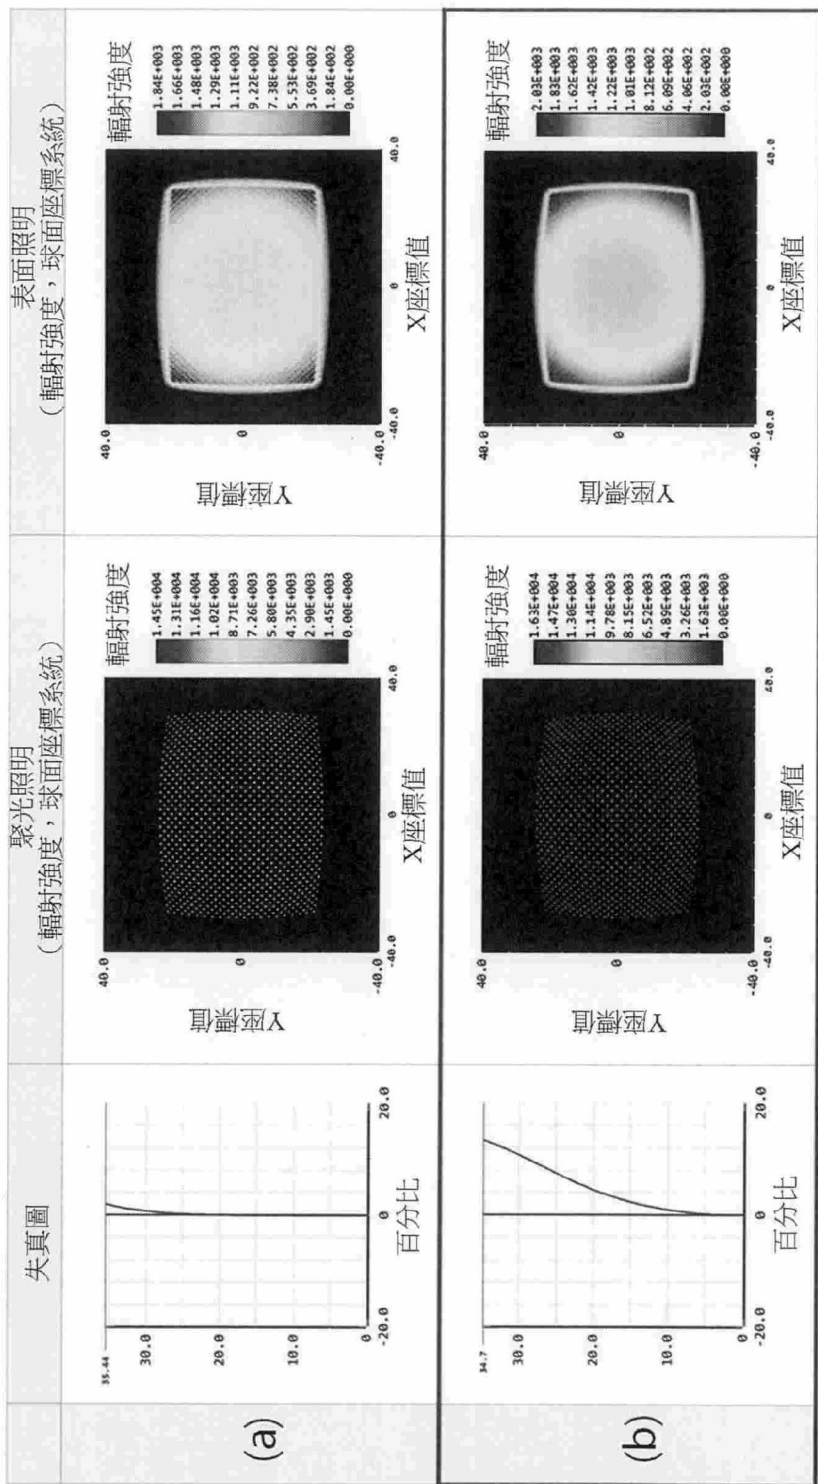 失真圖
聚光照明
（輻射強度，球面座標系統）
表面照明
（輻射強度，球面座標系統）
(a)
35.44
30.0
20.0
10.0
0
-20.0
0
20.0
百分比
Y座標值
40.0
0
-40.0
-40.0
0
40.0
X座標值
輻射強度
1.45E+004
1.31E+004
1.16E+004
1.02E+004
8.71E+003
7.26E+003
5.80E+003
4.35E+003
2.90E+003
1.45E+003
0.00E+000
Y座標值
40.0
0
-40.0
-40.0
0
40.0
X座標值
輻射強度
1.84E+003
1.66E+003
1.48E+003
1.29E+003
1.11E+003
9.22E+002
7.38E+002
5.53E+002
3.69E+002
1.84E+002
0.00E+000
(b)
34.7
30.0
20.0
10.0
0
-20.0
0
20.0
百分比
Y座標值
40.0
0
-40.0
-40.0
0
40.0
X座標值
輻射強度
1.63E+004
1.47E+004
1.30E+004
1.14E+004
9.78E+003
8.15E+003
6.52E+003
4.89E+003
3.26E+003
1.63E+003
0.00E+000
Y座標值
40.0
0
-40.0
-40.0
0
40.0
X座標值
輻射強度
2.03E+003
1.83E+003
1.62E+003
1.42E+003
1.22E+003
1.01E+003
8.12E+002
6.09E+002
4.06E+002
2.03E+002
0.00E+000